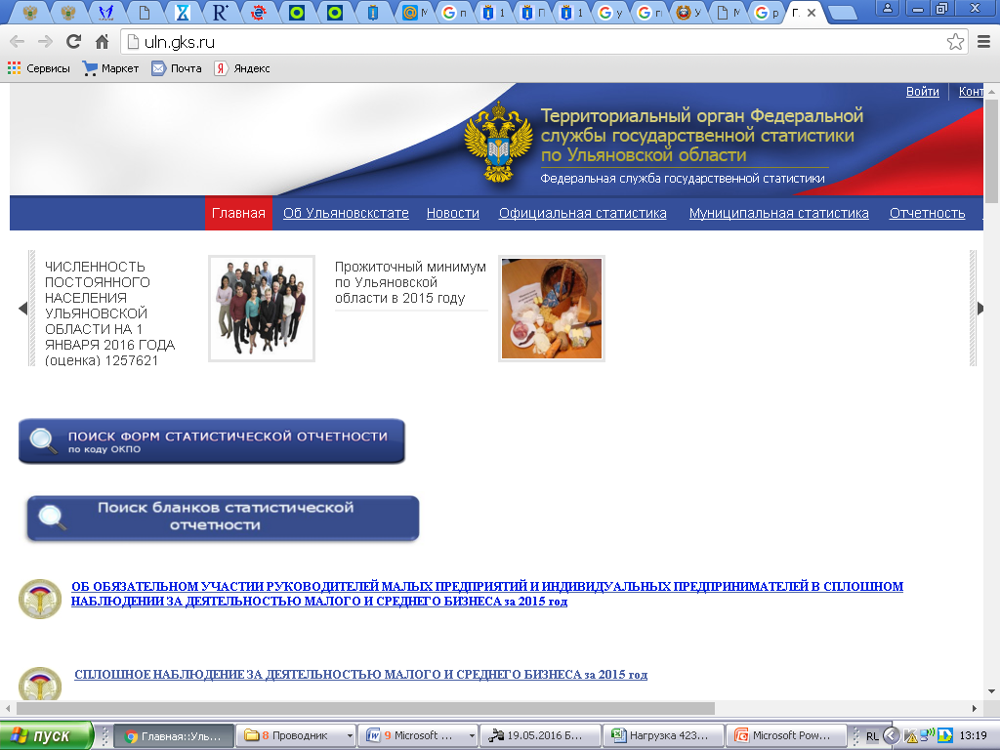 М
п
1
П
1
у
п
У
М
р
Г
uln.gks.ru
Сервисы
Маркет
Почта
Яндекс
Войти
Конт
Территориальный орган Федеральной
службы государственной статистики
по Ульяновской области
Федеральная служба государственной статистики
Главная
Об Ульяновскстате
Новости
Официальная статистика
Муниципальная статистика
Отчетность
ЧИСЛЕННОСТЬ
ПОСТОЯННОГО
НАСЕЛЕНИЯ
УЛЬЯНОВСКОЙ
ОБЛАСТИ НА 1
ЯНВАРЯ 2016 ГОДА
(оценка) 1257621
Прожиточный минимум
по Ульяновской
области в 2015 году
ПОИСК ФОРМ СТАТИСТИЧЕСКОЙ ОТЧЕТНОСТИ
по коду ОКПО
Поиск бланков статистической
отчетности
ОБ ОБЯЗАТЕЛЬНОМ УЧАСТИИ РУКОВОДИТЕЛЕЙ МАЛЫХ ПРЕДПРИЯТИЙ И ИНДИВИДУАЛЬНЫХ ПРЕДПРИНИМАТЕЛЕЙ В СПЛОШНОМ
НАБЛЮДЕНИИ ЗА ДЕЯТЕЛЬНОСТЬЮ МАЛОГО И СРЕДНЕГО БИЗНЕСА за 2015 год
СПЛОШНОЕ НАБЛЮДЕНИЕ ЗА ДЕЯТЕЛЬНОСТЬЮ МАЛОГО И СРЕДНЕГО БИЗНЕСА за 2015 год
пуск
Главная::Уль...
8 Проводник
9 Microsoft ...
19.05.2016 Б...
Нагрузка 423...
Microsoft Pow...
RL
13:19